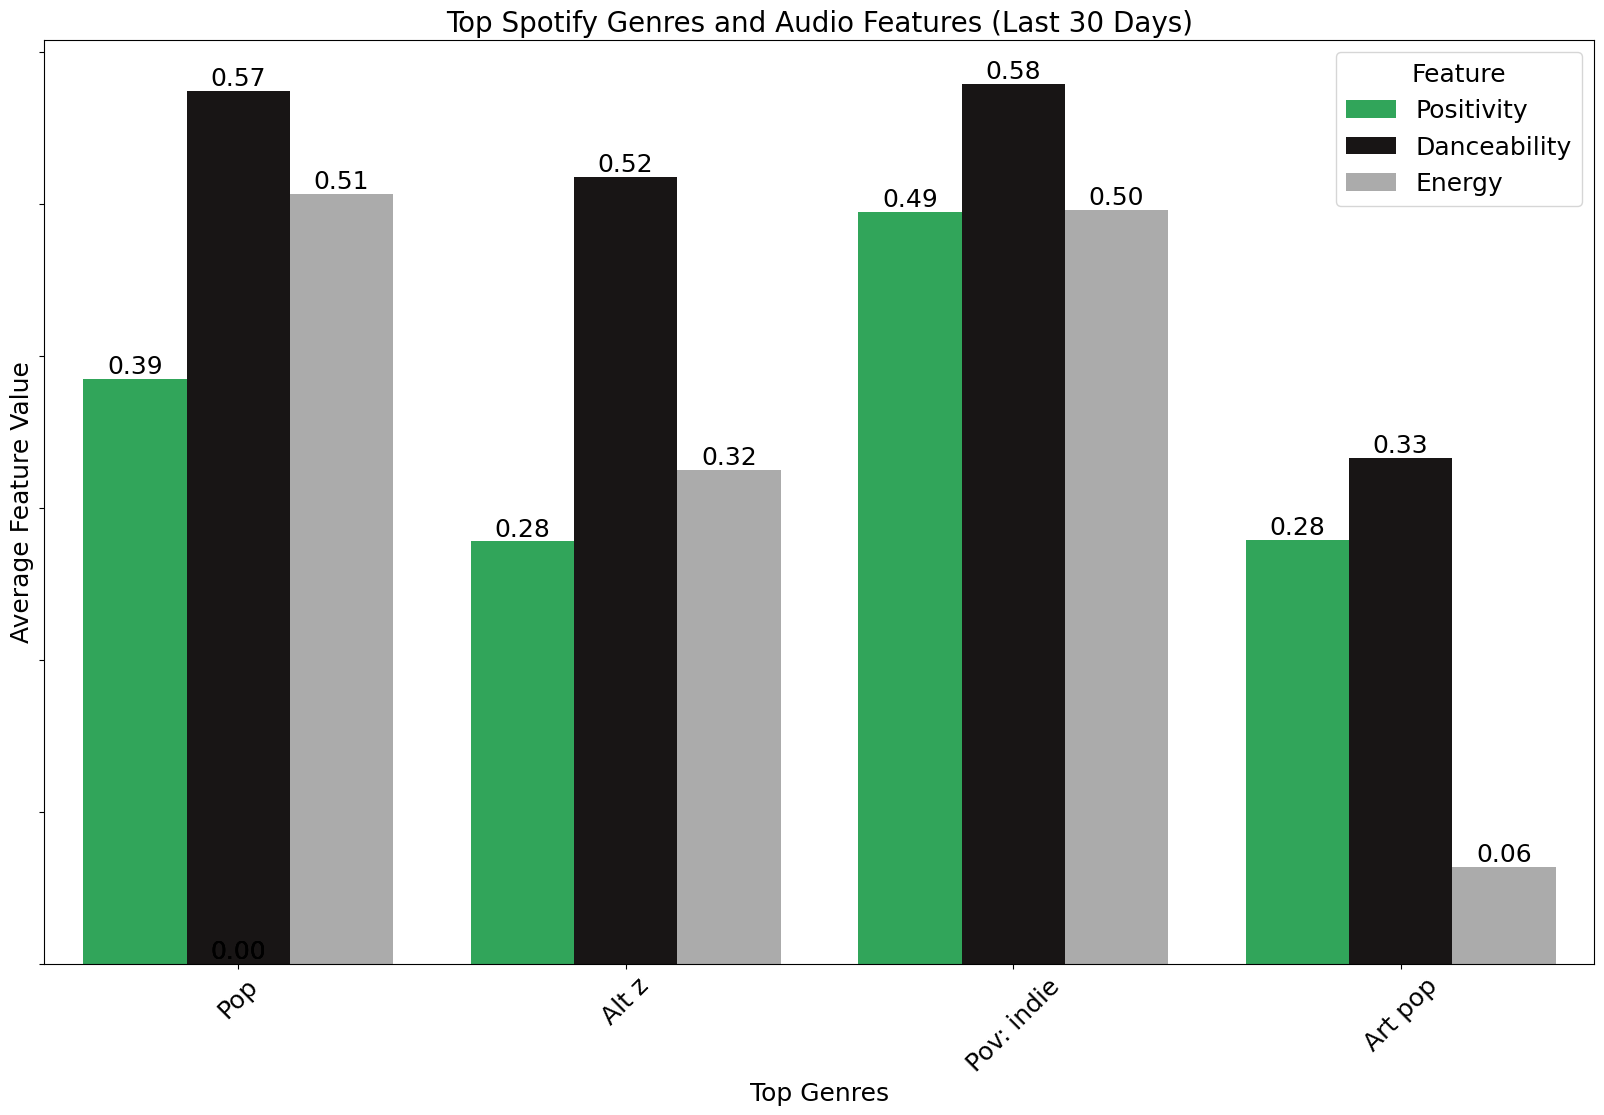 Top Spotify Genres and Audio Features (Last 30 Days)
Feature
Positivity
Danceability
Energy
Average Feature Value
0.39
0.57
0.51
0.00
0.28
0.52
0.32
0.49
0.58
0.50
0.28
0.33
0.06
Pop
Alt z
Pov: indie
Art pop
Top Genres